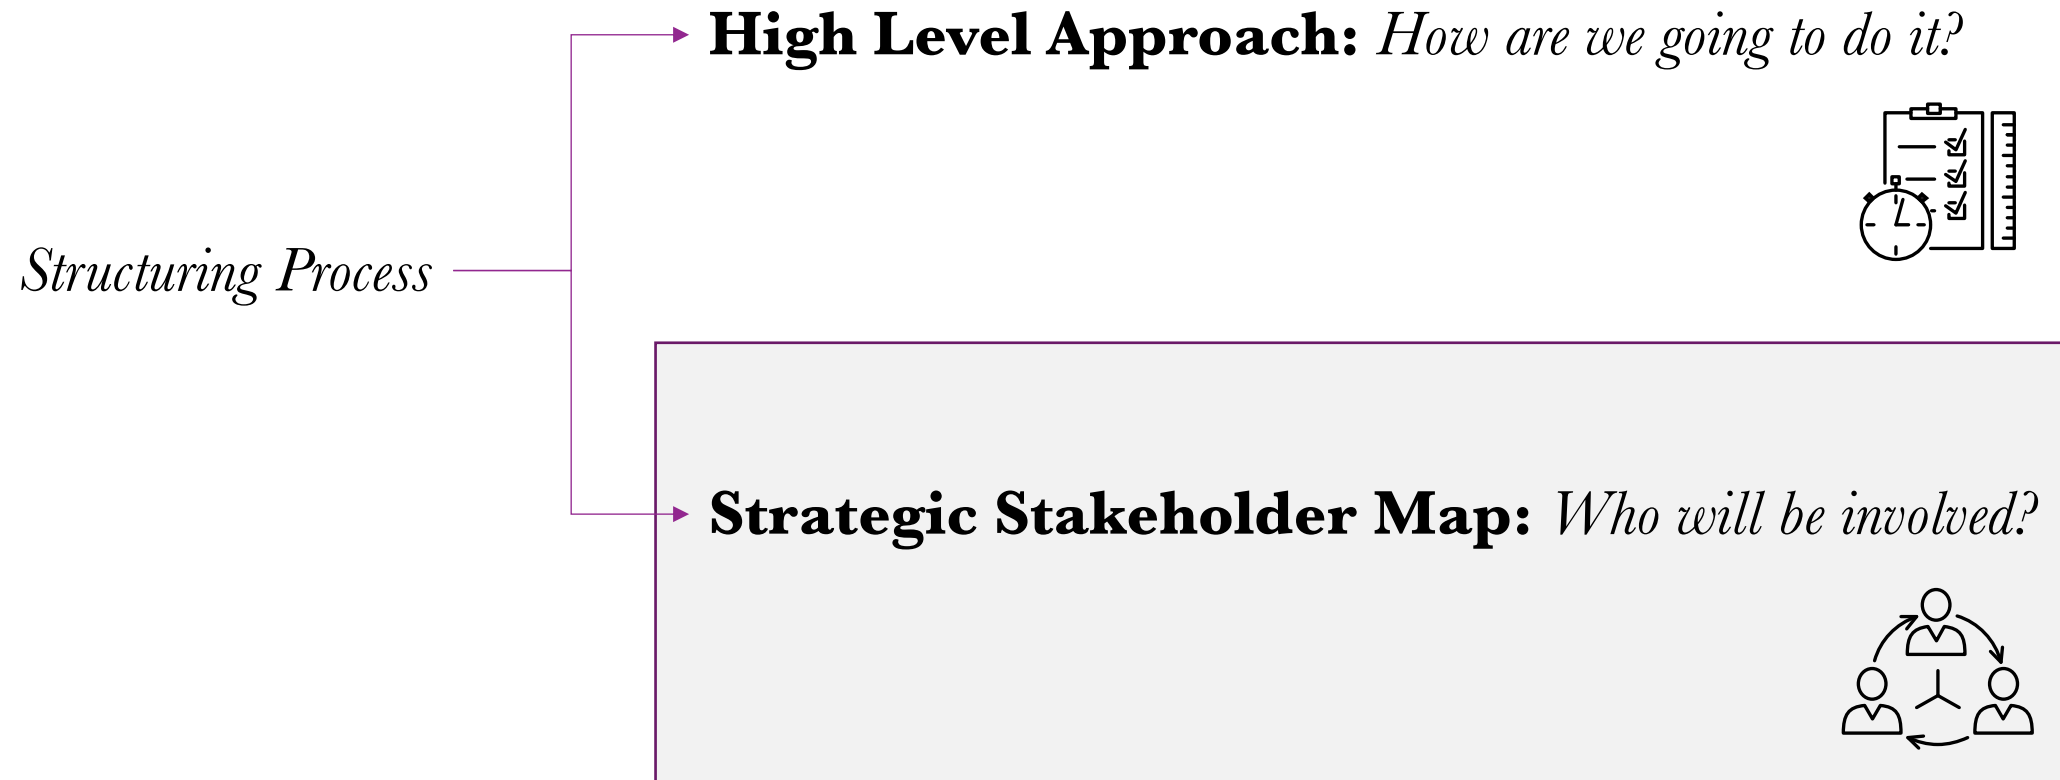 High Level Approach: How are we going to do it?
Structuring Process
Strategic Stakeholder Map: Who will be involved?